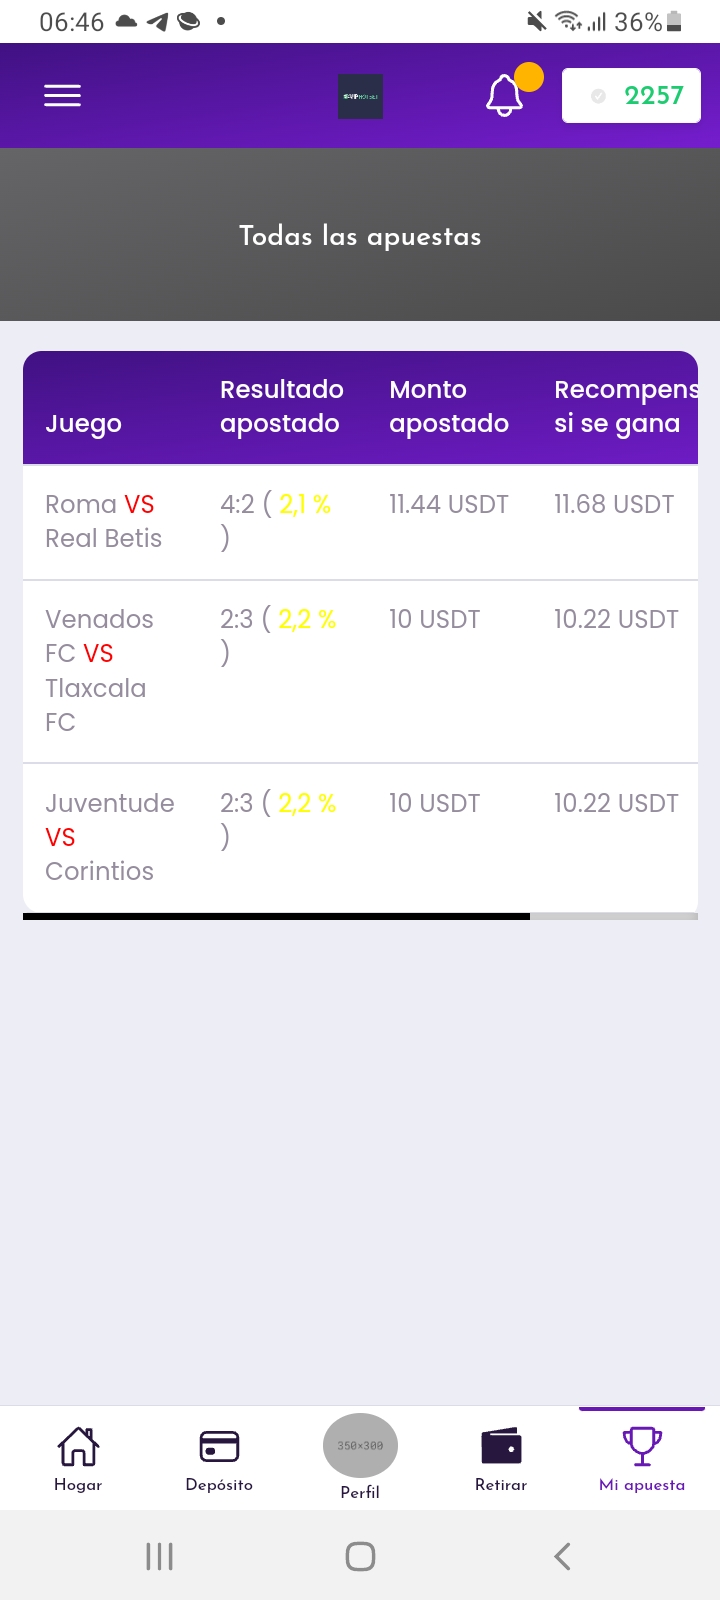 06:46
36%
2257
Todas las apuestas
Juego
Resultado apostado
Monto apostado
Recompens
si se gana
Roma VS Real Betis
4:2 ( 2,1 % )
11.44 USDT
11.68 USDT
Venados FC VS Tlaxcala FC
2:3 ( 2,2 % )
10 USDT
10.22 USDT
Juventude VS Corintios
2:3 ( 2,2 % )
10 USDT
10.22 USDT
350×300
Hogar
Depósito
Perfil
Retirar
Mi apuesta